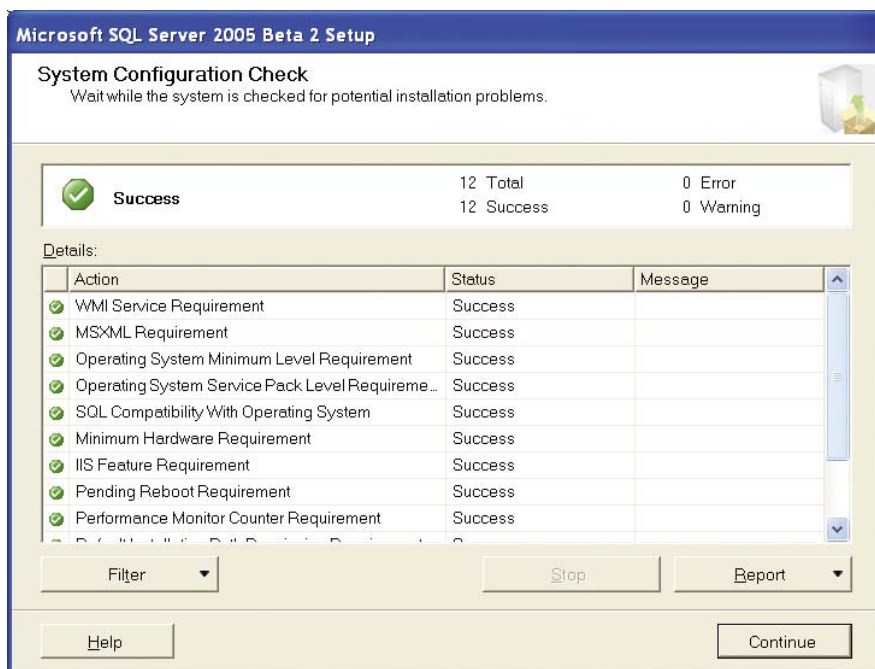 Microsoft SQL Server 2005 Beta 2 Setup
System Configuration Check
Wait while the system is checked for potential installation problems.
Success 12 Total 0 Error
12 Success 0 Warning
Details:
Action Status Message
WMI Service Requirement Success
MSXML Requirement Success
Operating System Minimum Level Requirement Success
Operating System Service Pack Level Requireme... Success
SQL Compatibility With Operating System Success
Minimum Hardware Requirement Success
IIS Feature Requirement Success
Pending Reboot Requirement Success
Performance Monitor Counter Requirement Success
Filter Stop Report
Help Continue